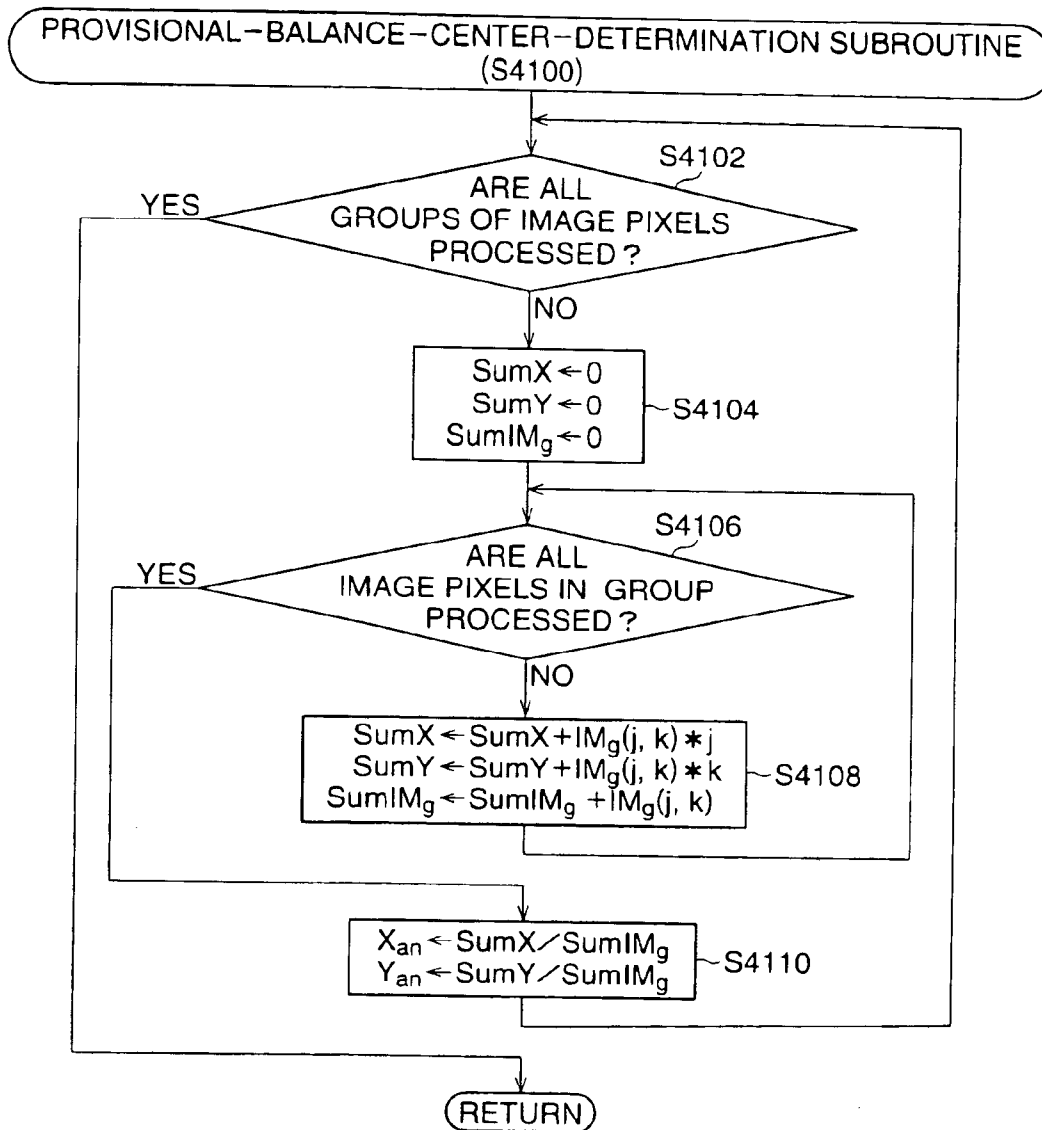 PROVISIONAL-BALANCE-CENTER-DETERMINATION SUBROUTINE
(S4100)
S4102
YES
ARE ALL
GROUPS OF IMAGE PIXELS
PROCESSED?
NO
SumX←0
SumY←0
SumIMg←0
S4104
S4106
YES
ARE ALL
IMAGE PIXELS IN GROUP
PROCESSED?
NO
SumX←SumX+IMg(j, k)*j
SumY←SumY+IMg(j, k)*k
SumIMg←SumIMg+IMg(j, k)
S4108
Xan←SumX/SumIMg
Yan←SumY/SumIMg
S4110
RETURN